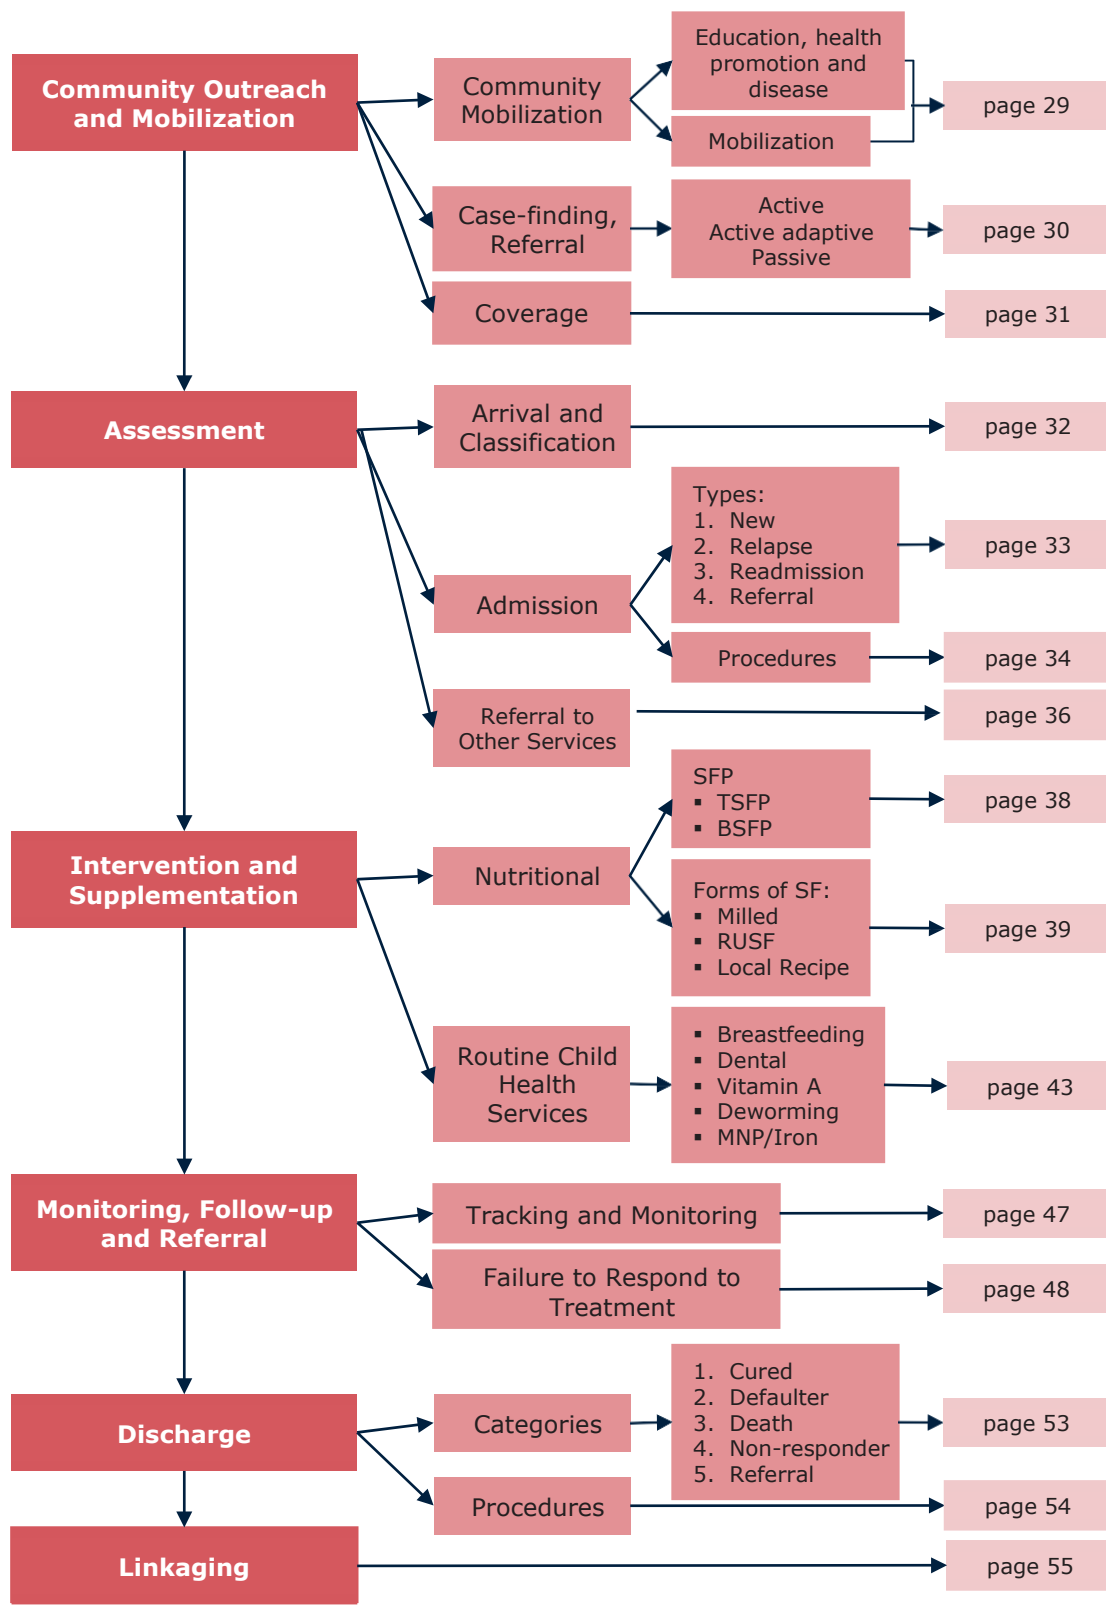 Community Outreach
and Mobilization
Community
Mobilization
Education, health
promotion and
disease
Mobilization
page 29
Case-finding,
Referral
Active
Active adaptive
Passive
page 30
Coverage
page 31
Assessment
Arrival and
Classification
page 32
Admission
Types:
1. New
2. Relapse
3. Readmission
4. Referral
page 33
Procedures
page 34
Referral to
Other Services
page 36
Intervention and
Supplementation
Nutritional
SFP
▪ TSFP
▪ BSFP
page 38
Forms of SF:
▪ Milled
▪ RUSF
▪ Local Recipe
page 39
Routine Child
Health
Services
▪ Breastfeeding
▪ Dental
▪ Vitamin A
▪ Deworming
▪ MNP/Iron
page 43
Monitoring, Follow-up
and Referral
Tracking and Monitoring
page 47
Failure to Respond to
Treatment
page 48
Discharge
Categories
1. Cured
2. Defaulter
3. Death
4. Non-responder
5. Referral
page 53
Procedures
page 54
Linkaging
page 55